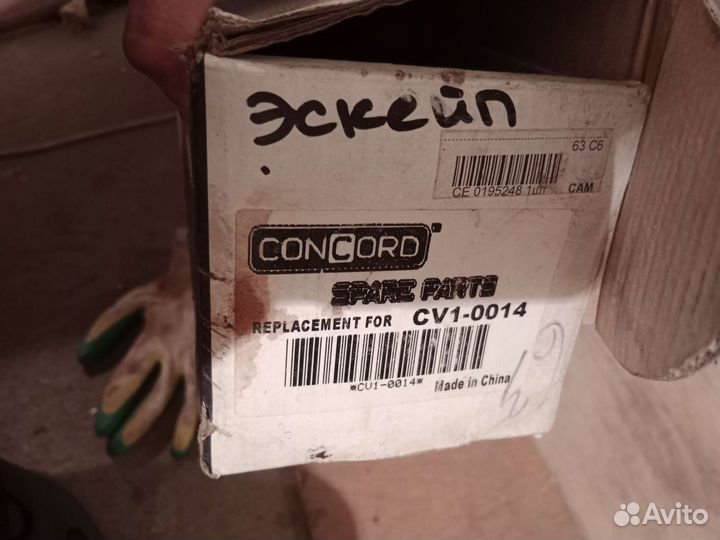 эскейп
63 C6
CE 0195248 1шт CAM
CONCORD
SPARE PARTS
REPLACEMENT FOR CV1-0014
*CV1-0014* Made in China
Avito